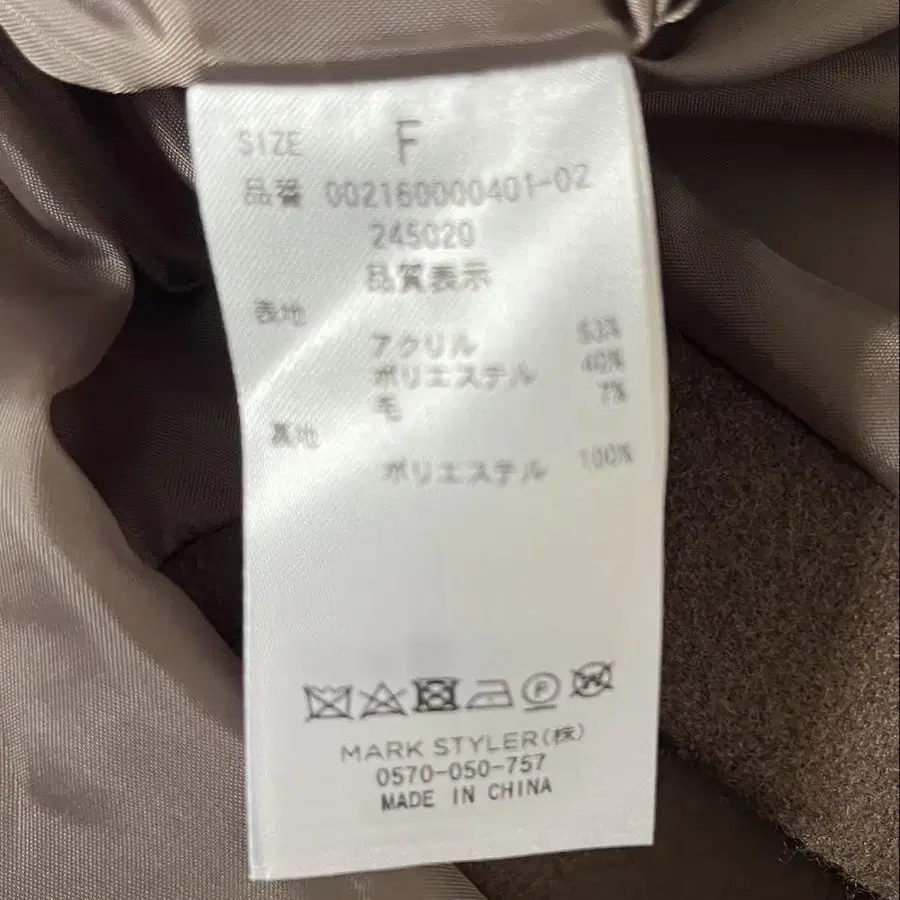 SIZE F
品番 002160000401-02
245020
品質表示
表地
アクリル 53%
ポリエステル 40%
毛 7%
裏地
ポリエステル 100%
MARK STYLER(株)
0570-050-757
MADE IN CHINA